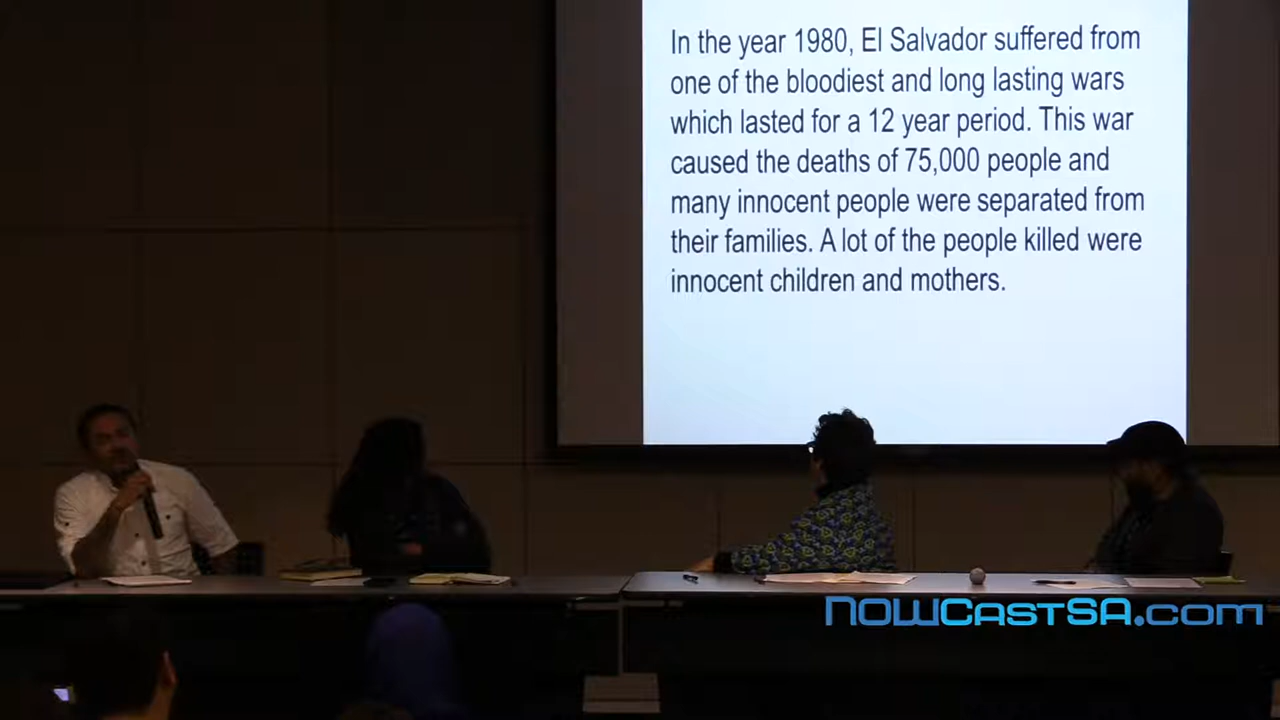 In the year 1980, El Salvador suffered from
one of the bloodiest and long lasting wars
which lasted for a 12 year period. This war
caused the deaths of 75,000 people and
many innocent people were separated from
their families. A lot of the people killed were
innocent children and mothers.
NOWCastSA.com